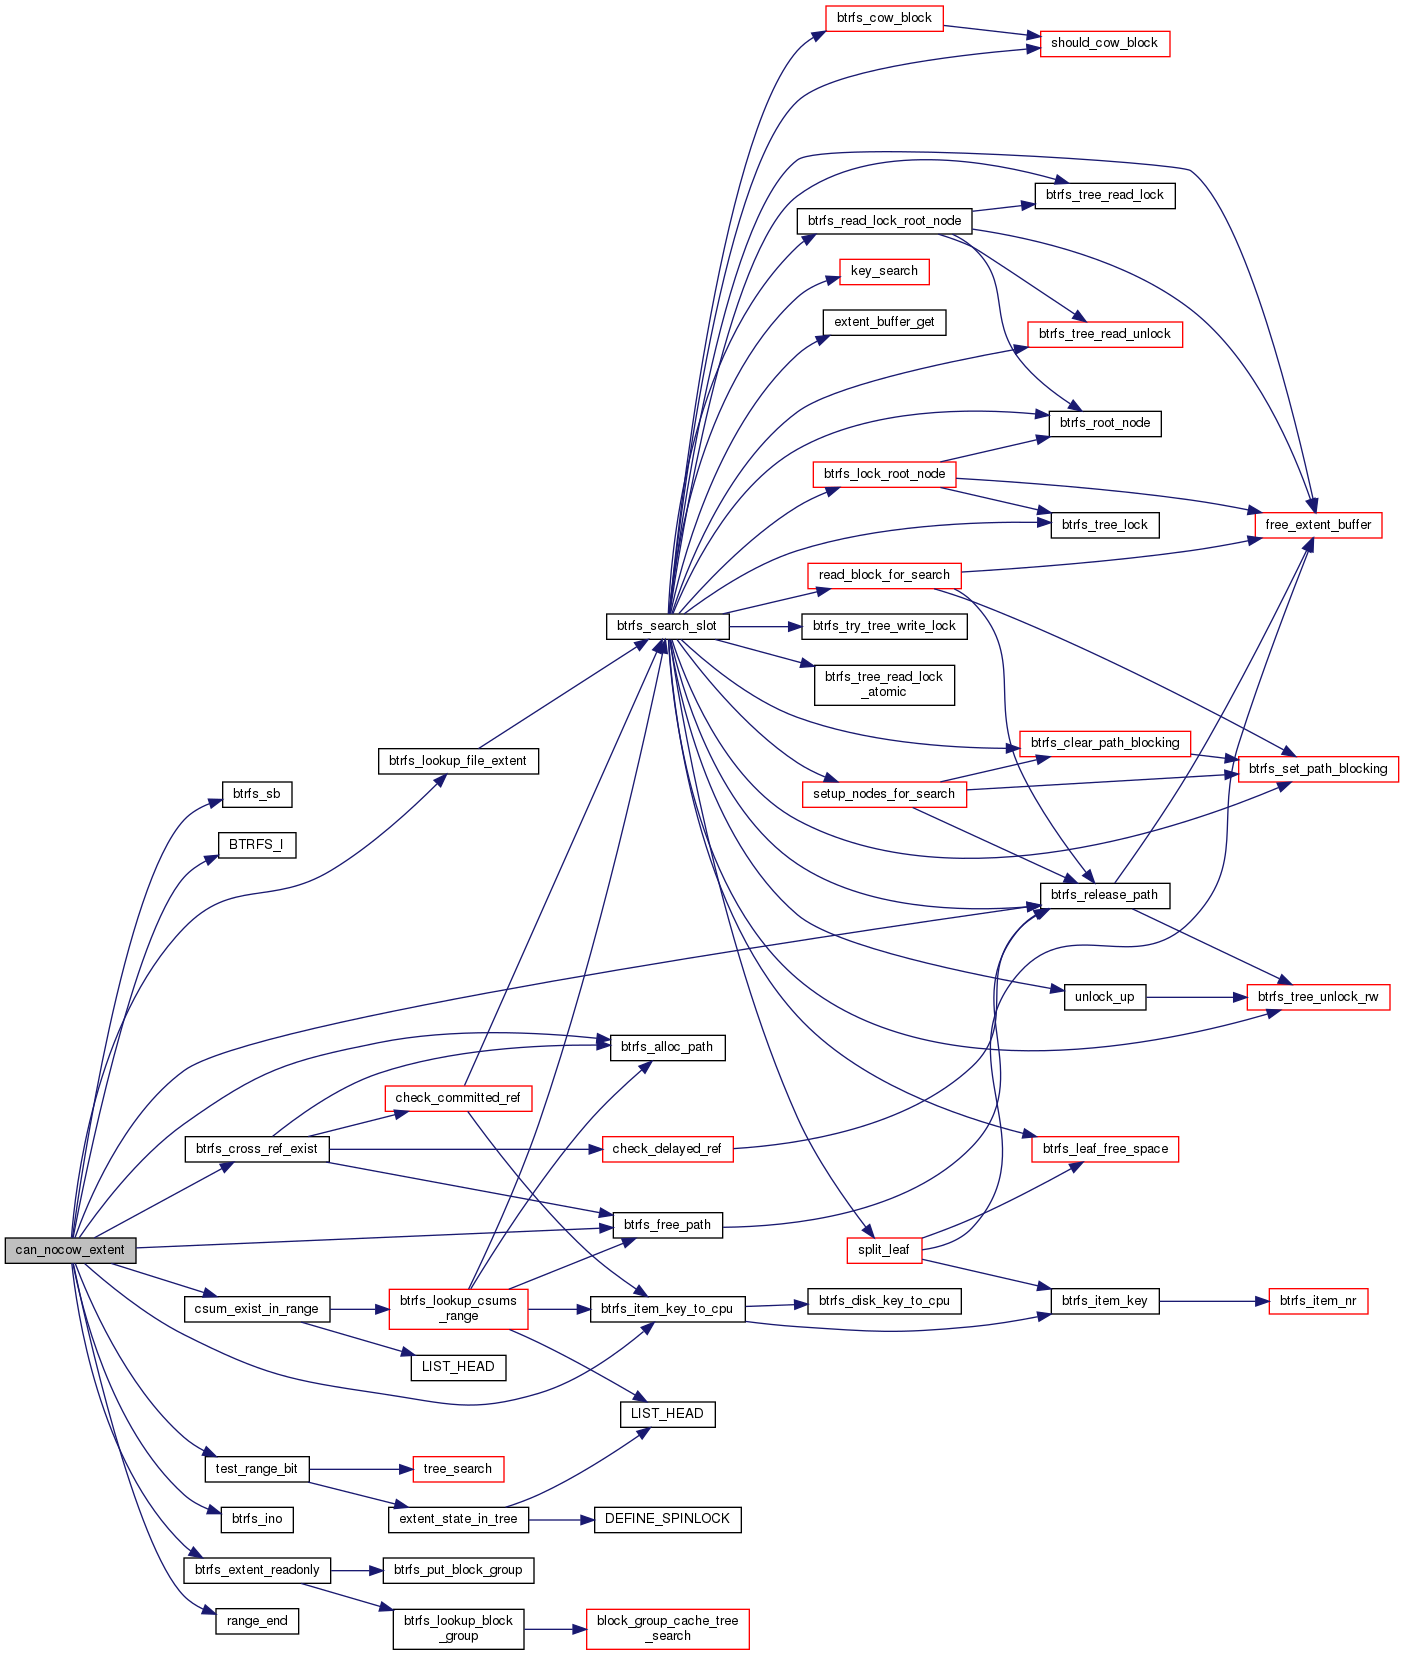 btrfs_cow_block
should_cow_block
btrfs_tree_read_lock
btrfs_read_lock_root_node
key_search
extent_buffer_get
btrfs_tree_read_unlock
btrfs_root_node
btrfs_lock_root_node
btrfs_tree_lock
free_extent_buffer
read_block_for_search
btrfs_search_slot
btrfs_try_tree_write_lock
btrfs_tree_read_lock
_atomic
btrfs_clear_path_blocking
btrfs_lookup_file_extent
btrfs_set_path_blocking
btrfs_sb
setup_nodes_for_search
BTRFS_I
btrfs_release_path
unlock_up
btrfs_tree_unlock_rw
btrfs_alloc_path
check_committed_ref
btrfs_cross_ref_exist
check_delayed_ref
btrfs_leaf_free_space
btrfs_free_path
can_nocow_extent
split_leaf
csum_exist_in_range
btrfs_lookup_csums
_range
btrfs_item_key_to_cpu
btrfs_disk_key_to_cpu
btrfs_item_key
btrfs_item_nr
LIST_HEAD
LIST_HEAD
test_range_bit
tree_search
btrfs_ino
extent_state_in_tree
DEFINE_SPINLOCK
btrfs_extent_readonly
btrfs_put_block_group
range_end
btrfs_lookup_block
_group
block_group_cache_tree
_search